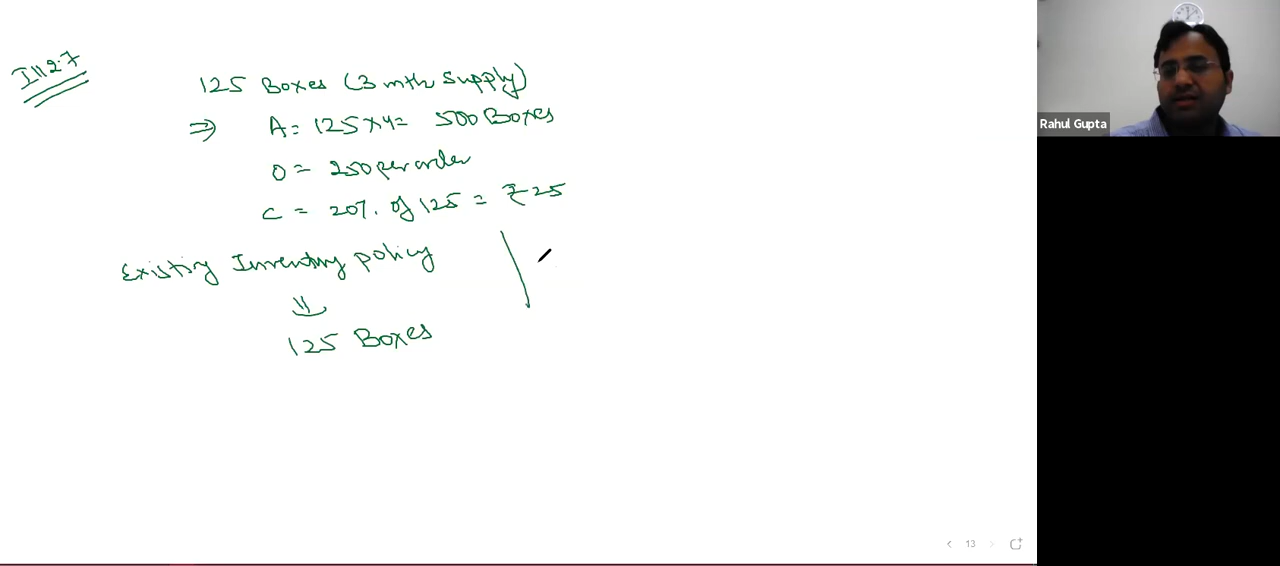 Ill 2.7
125 Boxes (3 mth supply)
⇒ A = 125 x 4 = 500 Boxes
O = 250 per order
C = 20% of 125 = ₹ 25
Existing Inventory policy
⇓
125 Boxes
Rahul Gupta
13